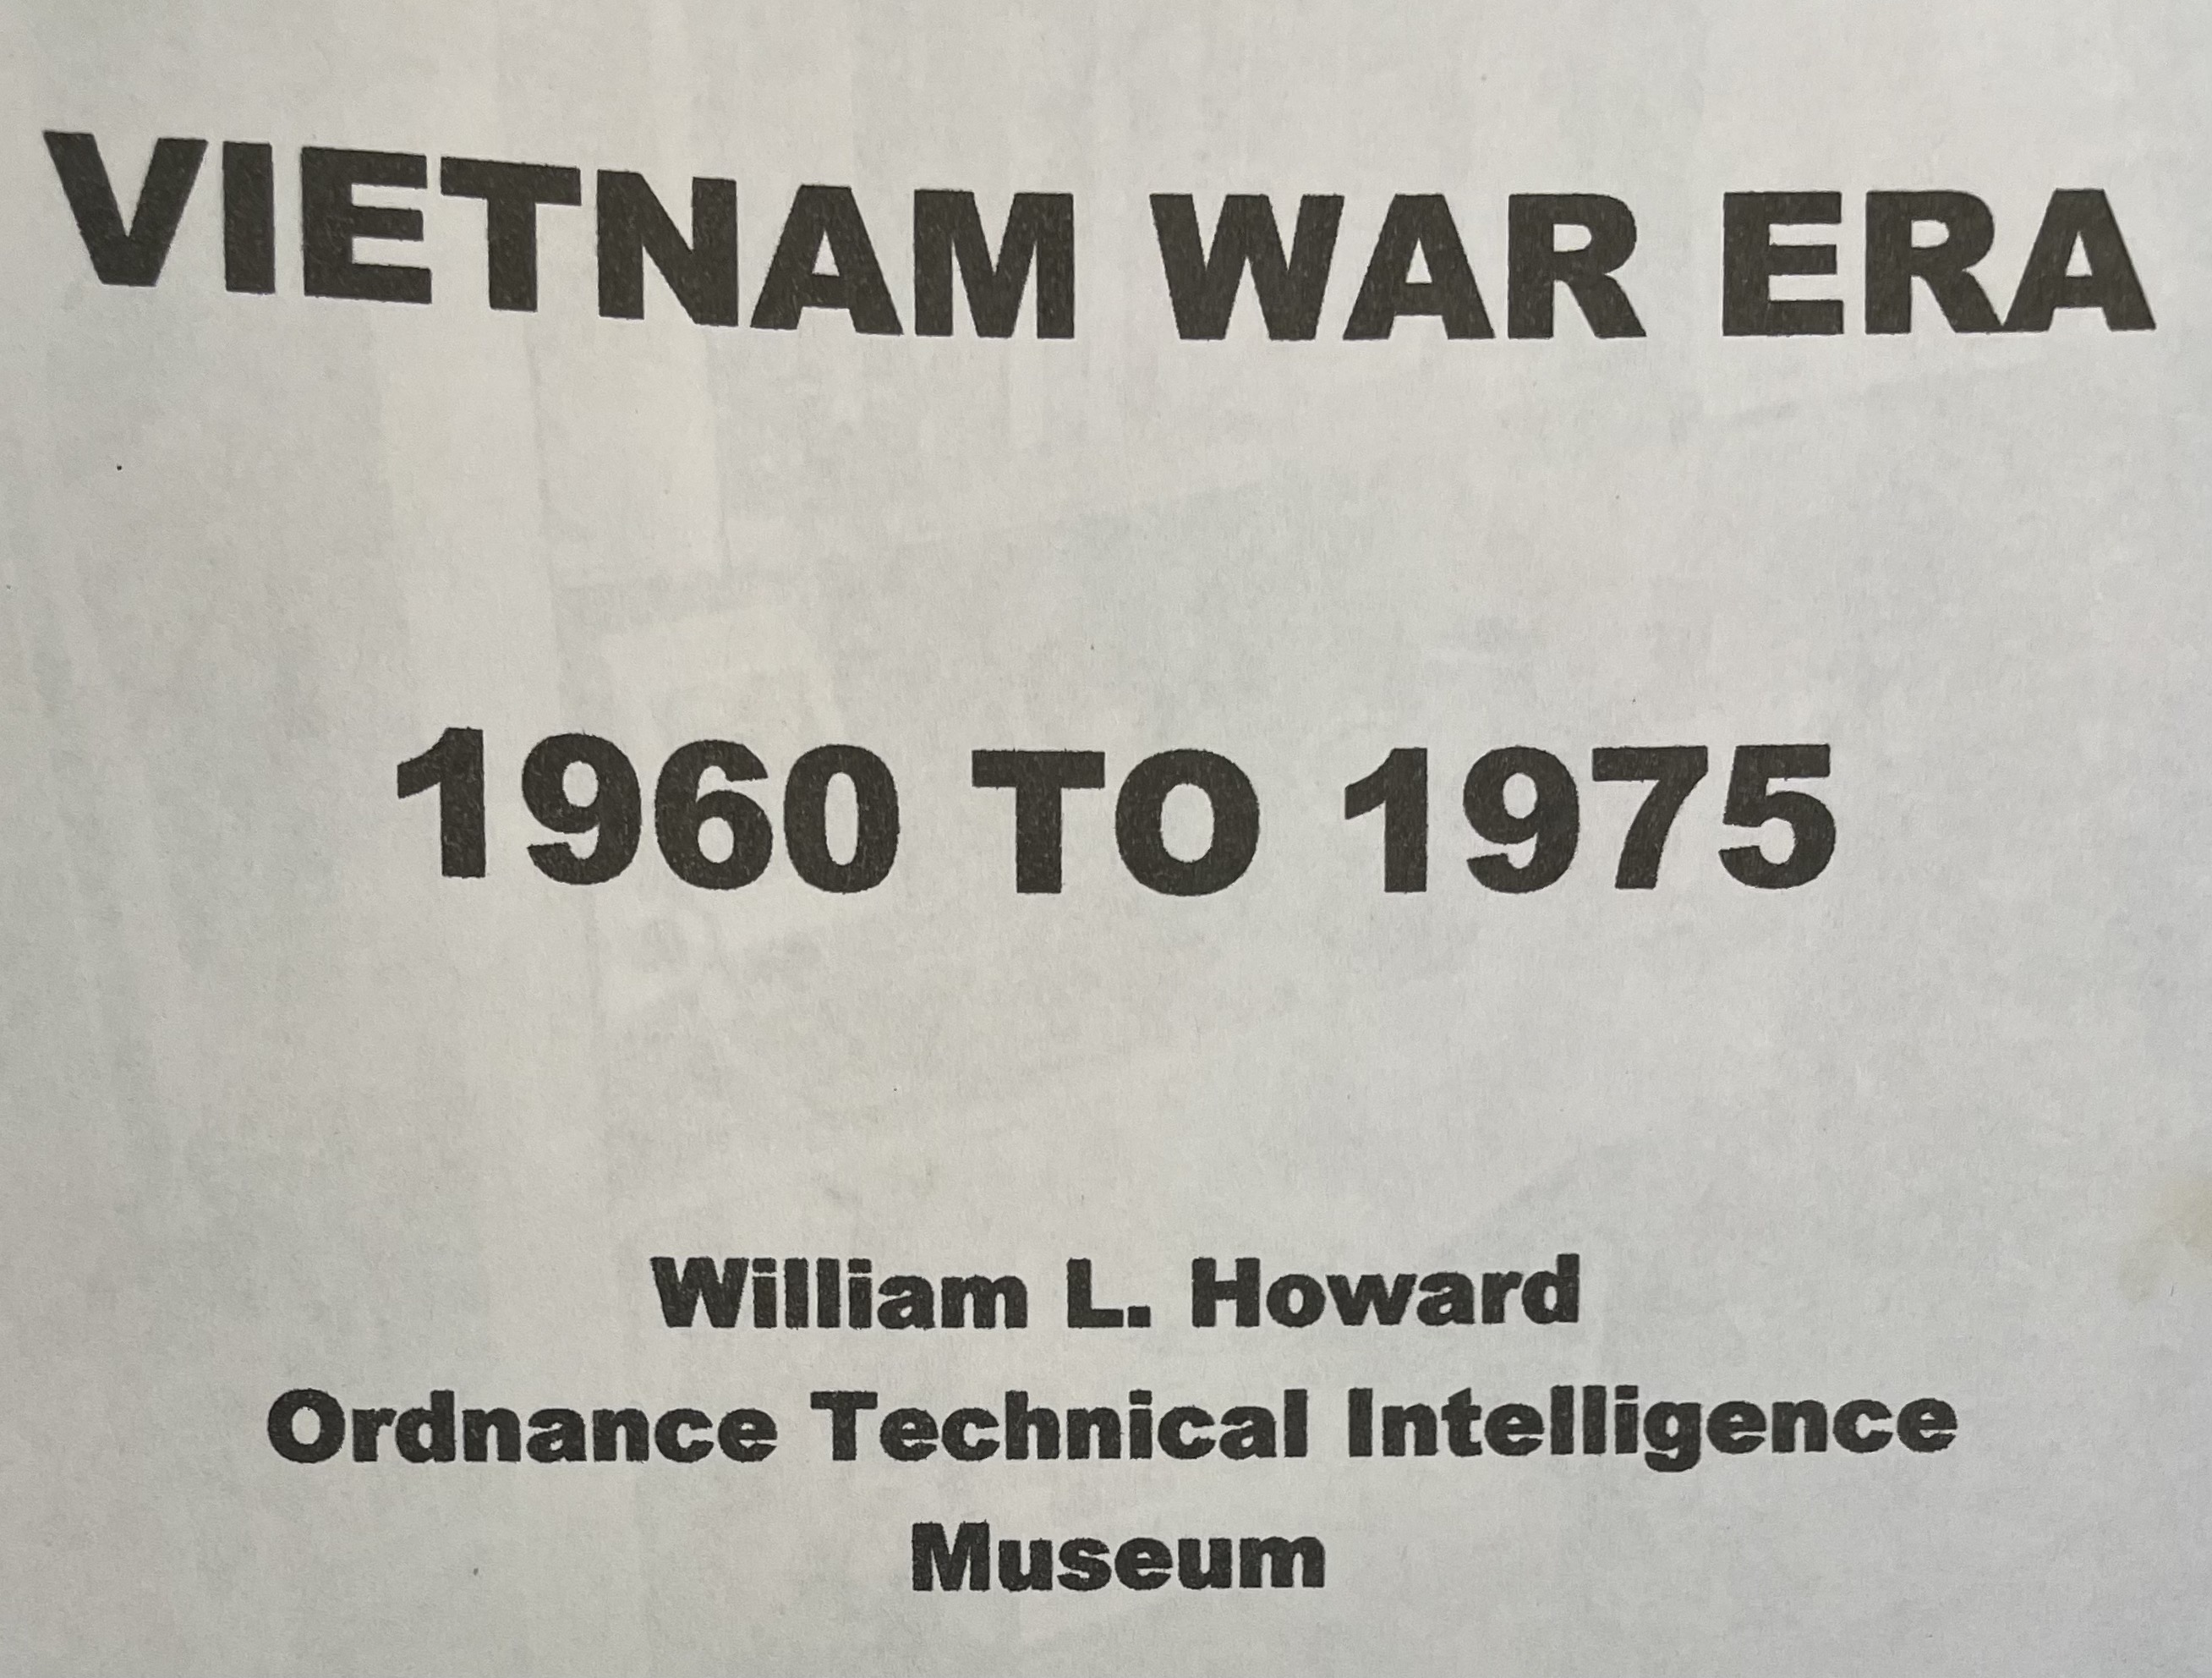 VIETNAM WAR ERA
1960 TO 1975
William L. Howard
Ordnance Technical Intelligence
Museum